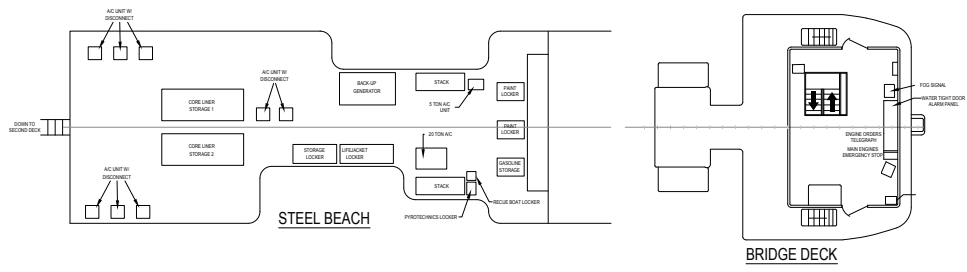 A/C UNIT W/
DISCONNECT
A/C UNIT W/
DISCONNECT
BACK-UP
GENERATOR
STACK
5 TON A/C
UNIT
PAINT
LOCKER
CORE LINER
STORAGE 1
DOWN TO
SECOND DECK
PAINT
LOCKER
20 TON A/C
CORE LINER
STORAGE 2
STORAGE
LOCKER
LIFEJACKET
LOCKER
GASOLINE
STORAGE
A/C UNIT W/
DISCONNECT
STACK
RECUE BOAT LOCKER
PYROTECHNICS LOCKER
STEEL BEACH
FOG SIGNAL
WATER TIGHT DOOR
ALARM PANEL
ENGINE ORDERS
TELEGRAPH
MAIN ENGINES
EMERGENCY STOP
BRIDGE DECK